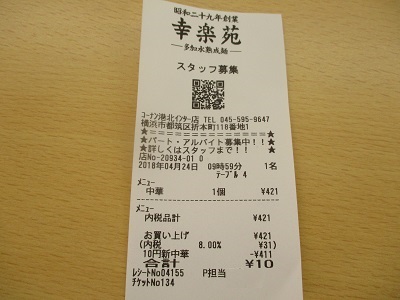 昭和二十九年創業
幸楽苑
―多加水熟成麺―
スタッフ募集
コーナン港北インター店 TEL 045-595-9647
横浜市都筑区折本町118番地1
★====================★
★パート・アルバイト募集中!!★
★詳しくはスタッフまで!! ★
店No-20934-01 0
2018年04月24日 09時59分 1名
テーブル 4
メニュー
中華 1個 ¥421
メニュー
内税品計 ¥421
お買い上げ ¥421
(内税 8.00% ¥31)
10円新中華 -¥411
合計 ¥10
レシートNo04155 P担当
チケットNo134